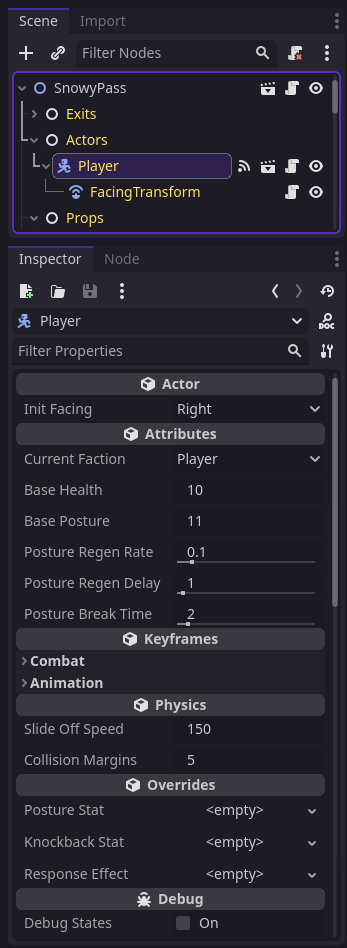 Scene Import
Filter Nodes
SnowyPass
Exits
Actors
Player
FacingTransform
Props
Inspector Node
Player
DOC
Filter Properties
Actor
Init Facing Right
Attributes
Current Faction Player
Base Health 10
Base Posture 11
Posture Regen Rate 0.1
Posture Regen Delay 1
Posture Break Time 2
Keyframes
Combat
Animation
Physics
Slide Off Speed 150
Collision Margins 5
Overrides
Posture Stat <empty>
Knockback Stat <empty>
Response Effect <empty>
Debug
Debug States On